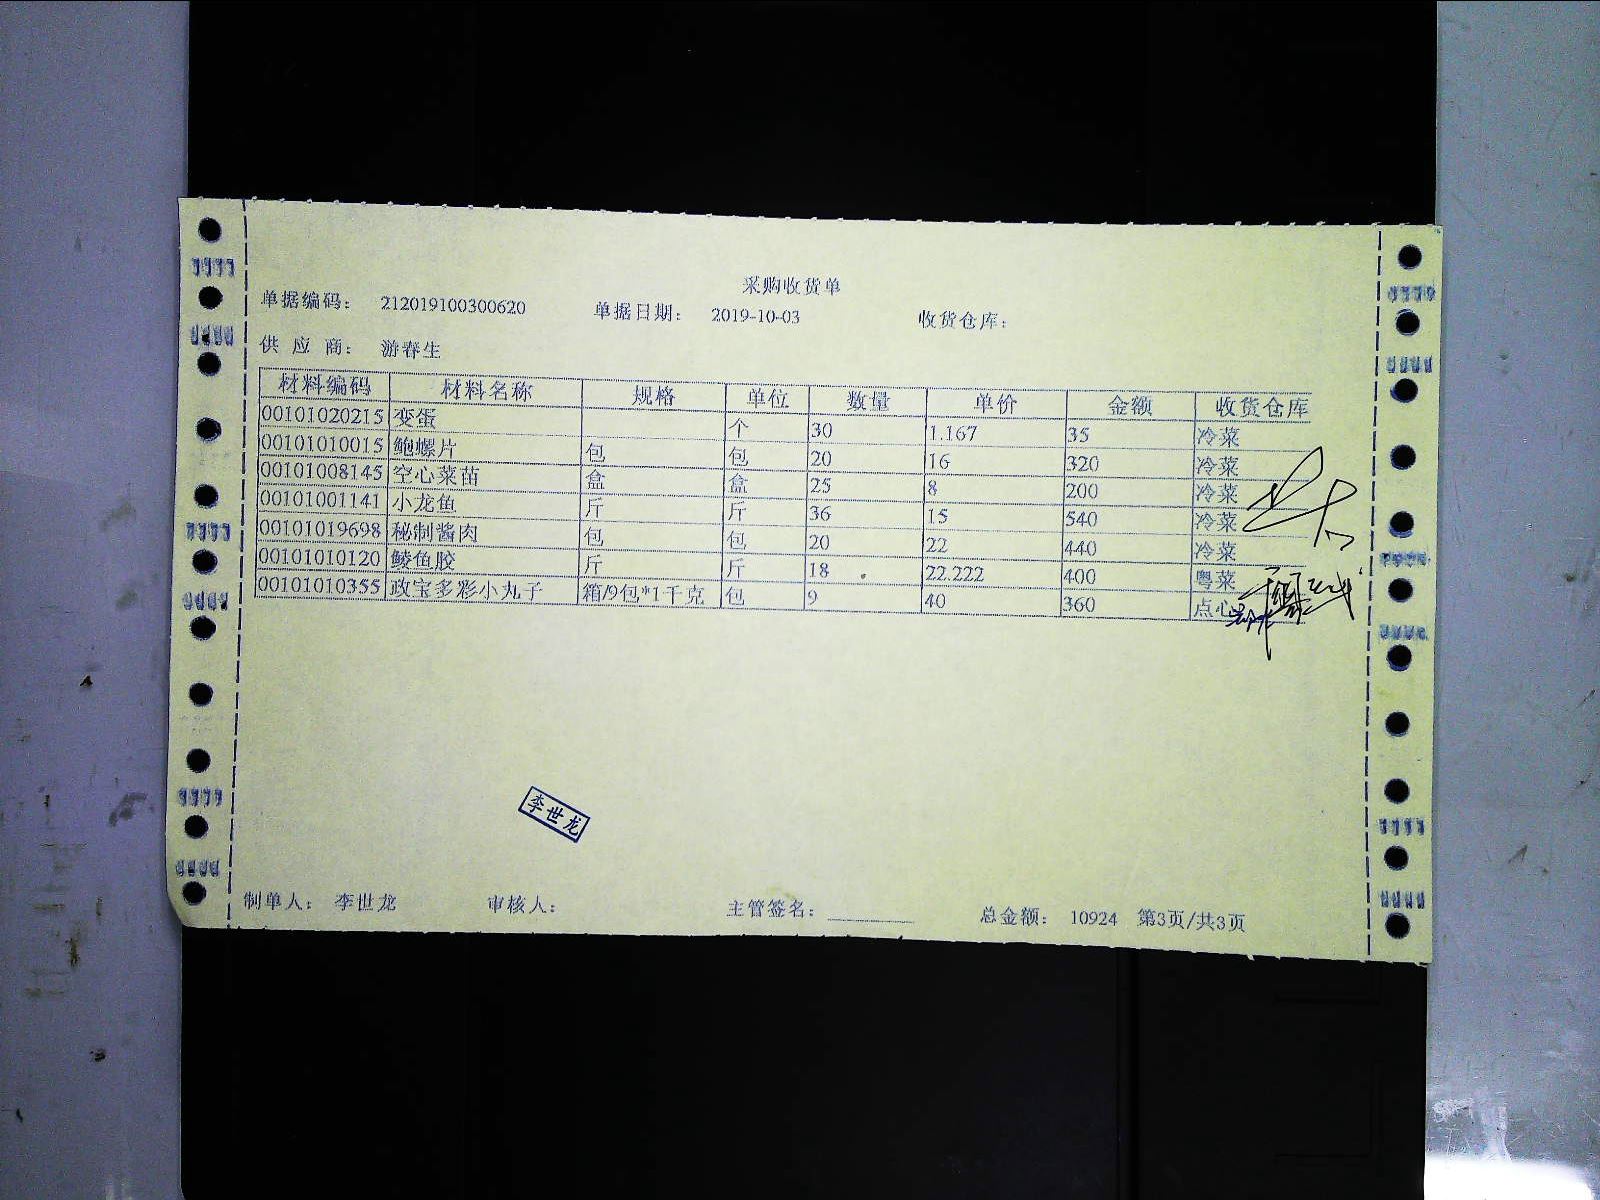 采购收货单
单据编码： 212019100300620 单据日期： 2019-10-03 收货仓库：
供 应 商： 游春生
材料编码 材料名称 规格 单位 数量 单价 金额 收货仓库
00101020215 变蛋 个 30 1.167 35 冷菜
00101010015 鲍螺片 包 包 20 16 320 冷菜
00101008145 空心菜苗 盒 盒 25 8 200 冷菜
00101001141 小龙鱼 斤 斤 36 15 540 冷菜
00101019698 秘制酱肉 包 包 20 22 440 冷菜
00101010120 鲮鱼胶 斤 斤 18 22.222 400 粤菜
00101010355 政宝多彩小丸子 箱/9包*1千克 包 9 40 360 点心
李世龙
制单人： 李世龙 审核人： 主管签名： 总金额： 10924 第3页/共3页